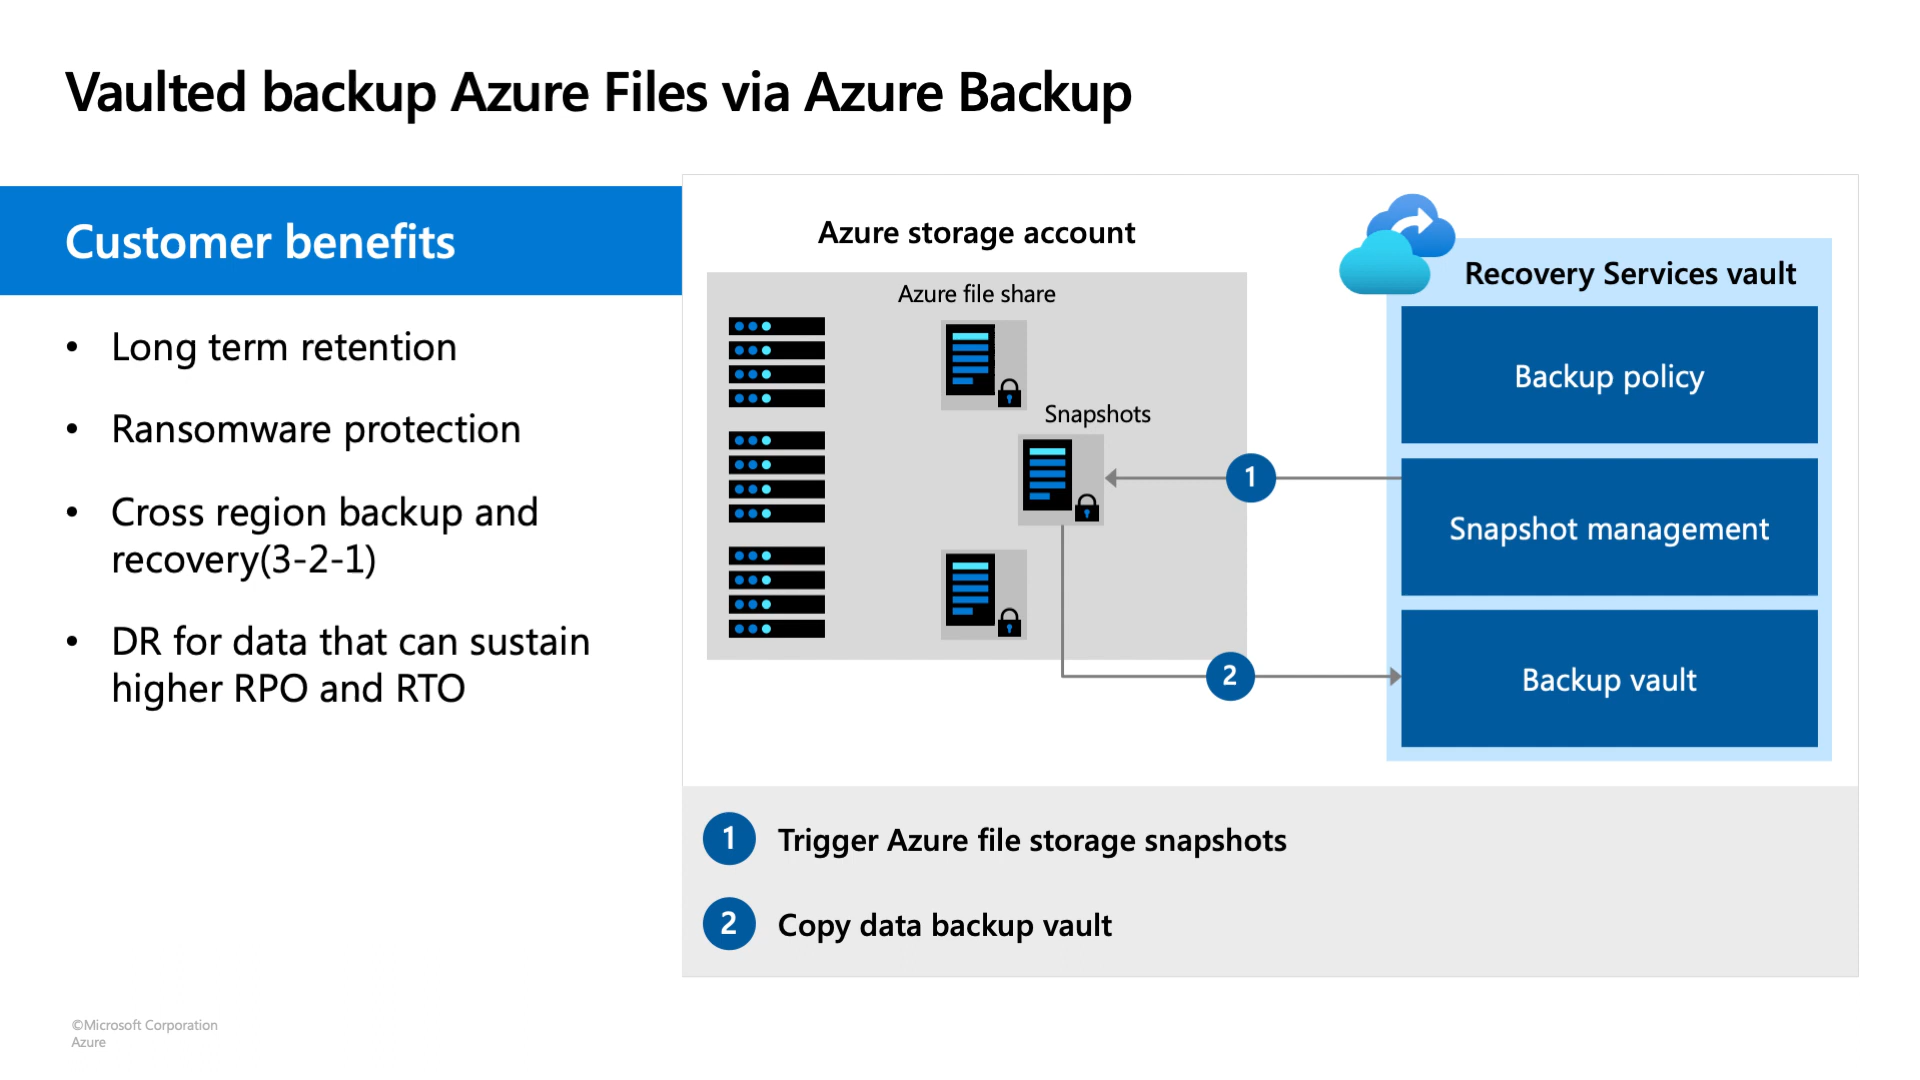 Vaulted backup Azure Files via Azure Backup
Customer benefits
• Long term retention
• Ransomware protection
• Cross region backup and
recovery(3-2-1)
• DR for data that can sustain
higher RPO and RTO
Azure storage account
Azure file share
Snapshots
Recovery Services vault
Backup policy
Snapshot management
Backup vault
1
2
1 Trigger Azure file storage snapshots
2 Copy data backup vault
©Microsoft Corporation
Azure